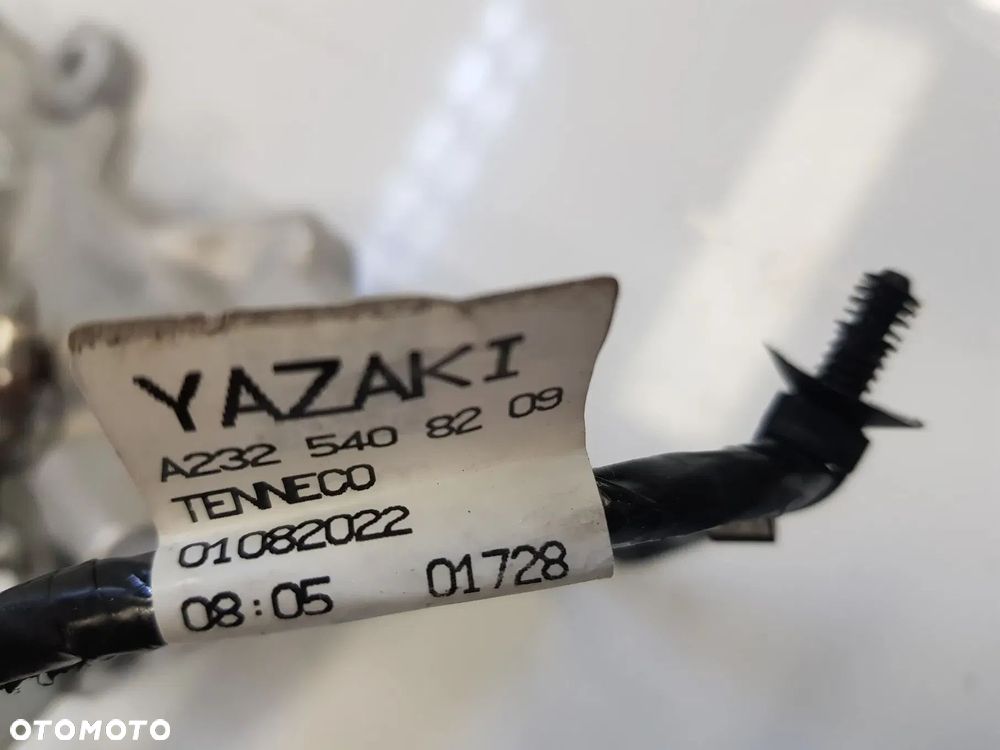 YAZAKI
A232 540 82 09
TENNECO
01082022
08:05 01728
OTOMOTO